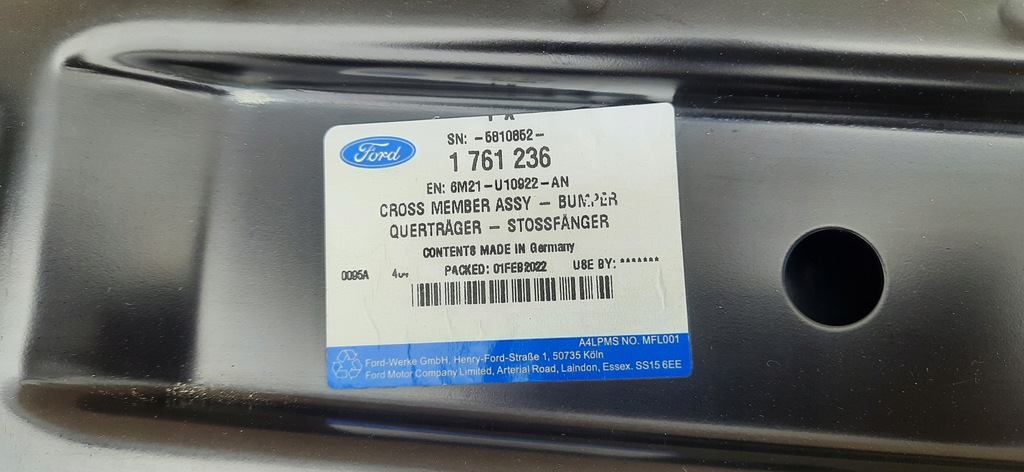 1 X
SN: -5810852-
Ford
1 761 236
EN: 6M21-U10922-AN
CROSS MEMBER ASSY - BUMPER
QUERTRÄGER - STOSSFÄNGER
CONTENTS MADE IN Germany
0095A PACKED: 01FEB2022 USE BY: *******
A4LPMS NO. MFL001
Ford-Werke GmbH, Henry-Ford-Straße 1, 50735 Köln
Ford Motor Company Limited, Arterial Road, Laindon, Essex. SS15 6EE